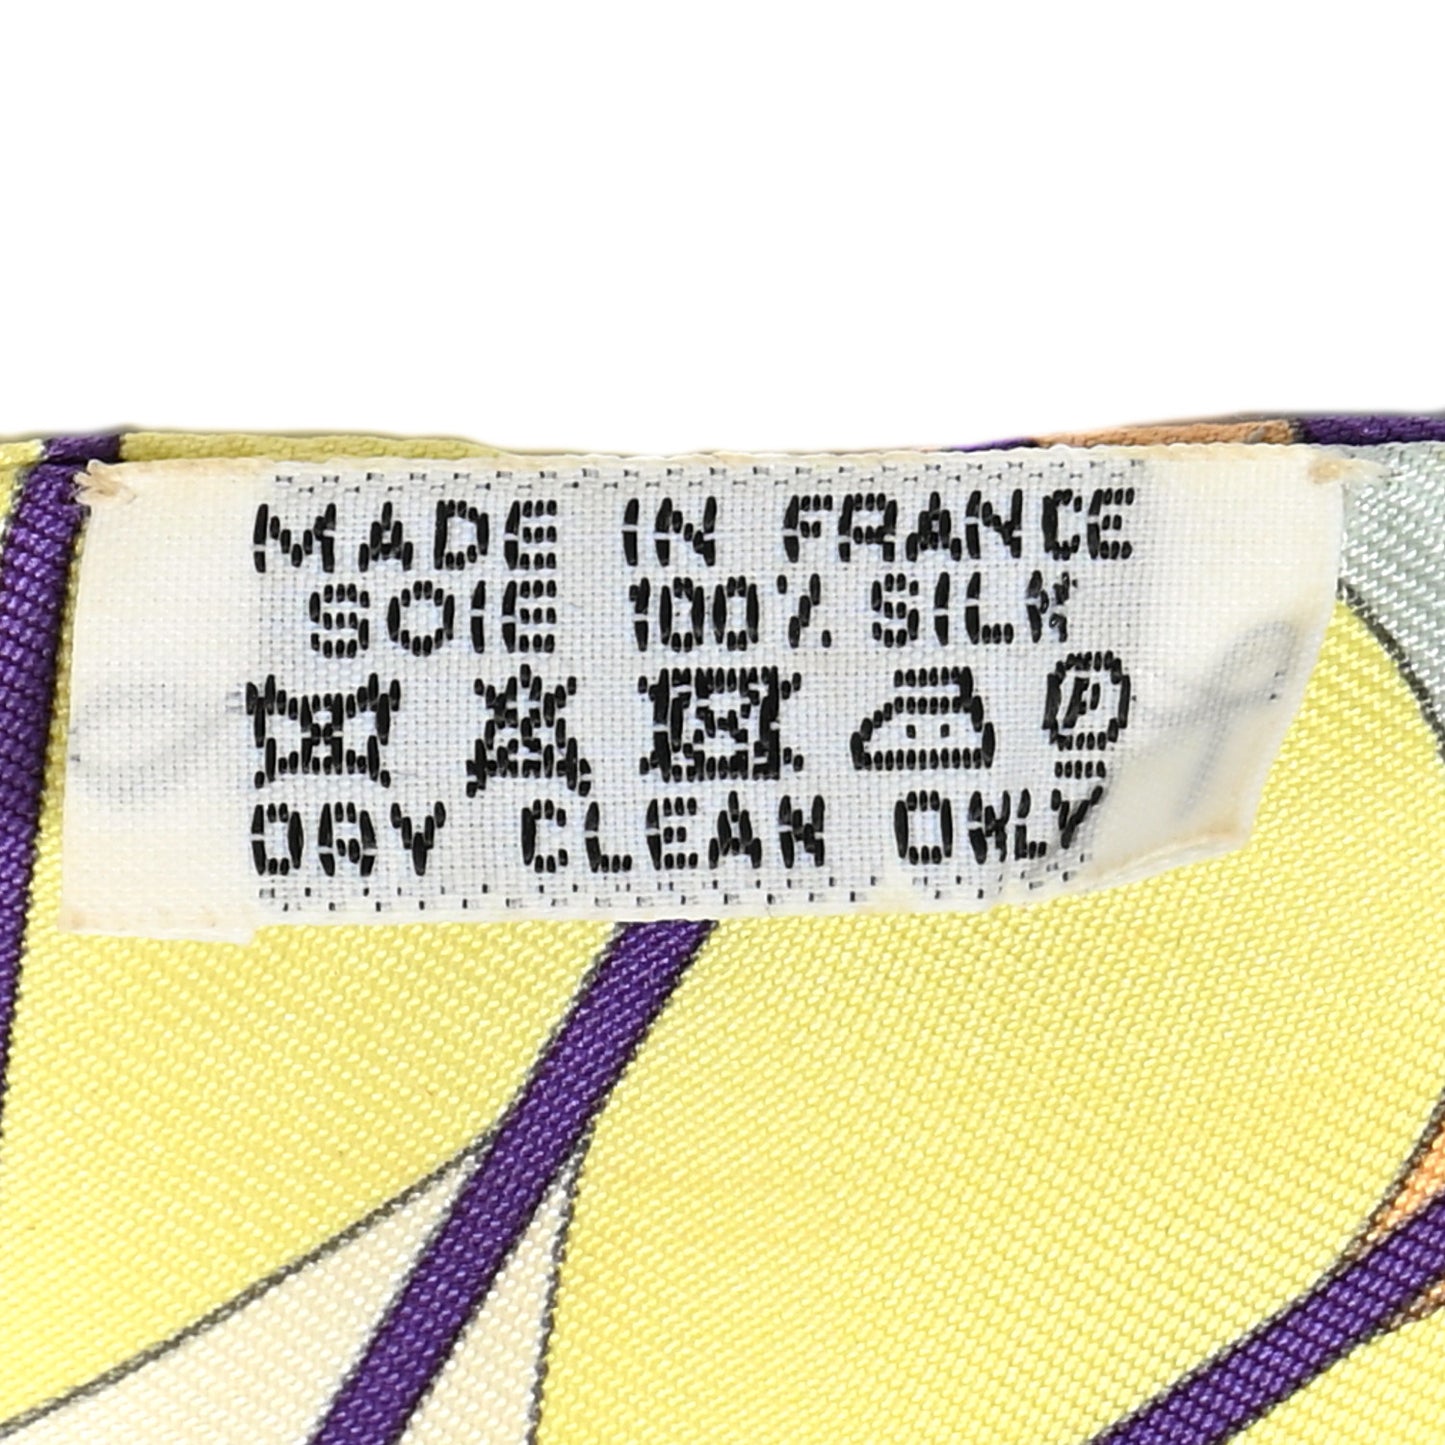 MADE IN FRANCE
SOIE 100% SILK
P
DRY CLEAN ONLY